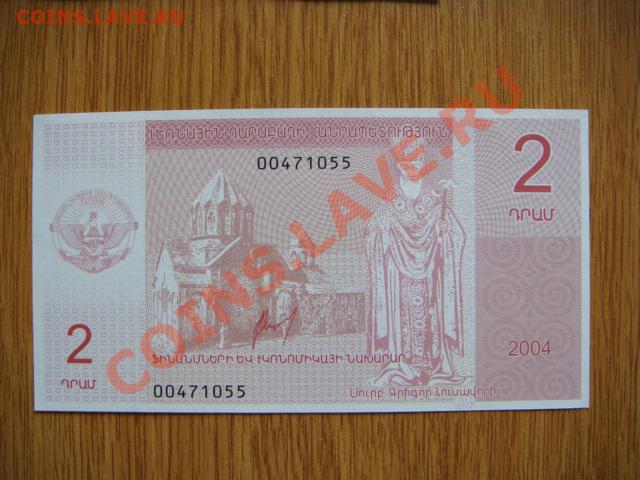 COINS.LAVE.RU
ԼԵՌՆԱՅԻՆ ՂԱՐԱԲԱՂԻ ՀԱՆՐԱՊԵՏՈՒԹՅՈՒՆ
00471055
2
ԴՐԱՄ
COINS.LAVE.RU
2004
2
ԴՐԱՄ
ՖԻՆԱՆՍՆԵՐԻ ԵՎ ԷԿՈՆՈՄԻԿԱՅԻ ՆԱԽԱՐԱՐ
00471055
Սուրբ Գրիգոր Լուսավորիչ